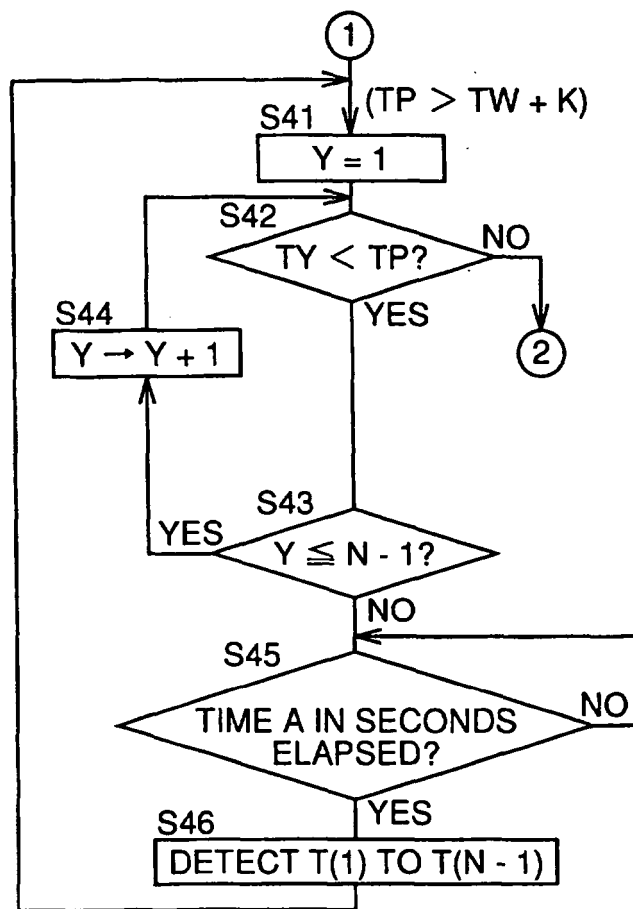 1
(TP > TW + K)
S41
Y = 1
S42
TY < TP?
NO
YES
S44
Y → Y + 1
2
S43
YES
Y ≦ N - 1?
NO
S45
TIME A IN SECONDS
ELAPSED?
NO
YES
S46
DETECT T(1) TO T(N - 1)